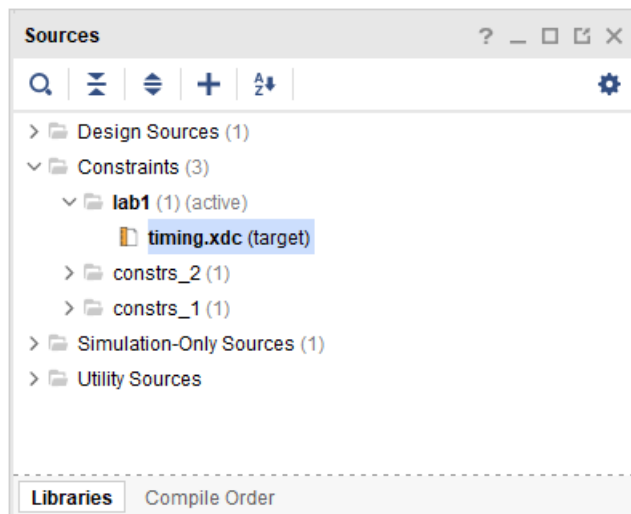 Sources
Design Sources (1)
Constraints (3)
lab1 (1) (active)
timing.xdc (target)
constrs_2 (1)
constrs_1 (1)
Simulation-Only Sources (1)
Utility Sources
Libraries Compile Order